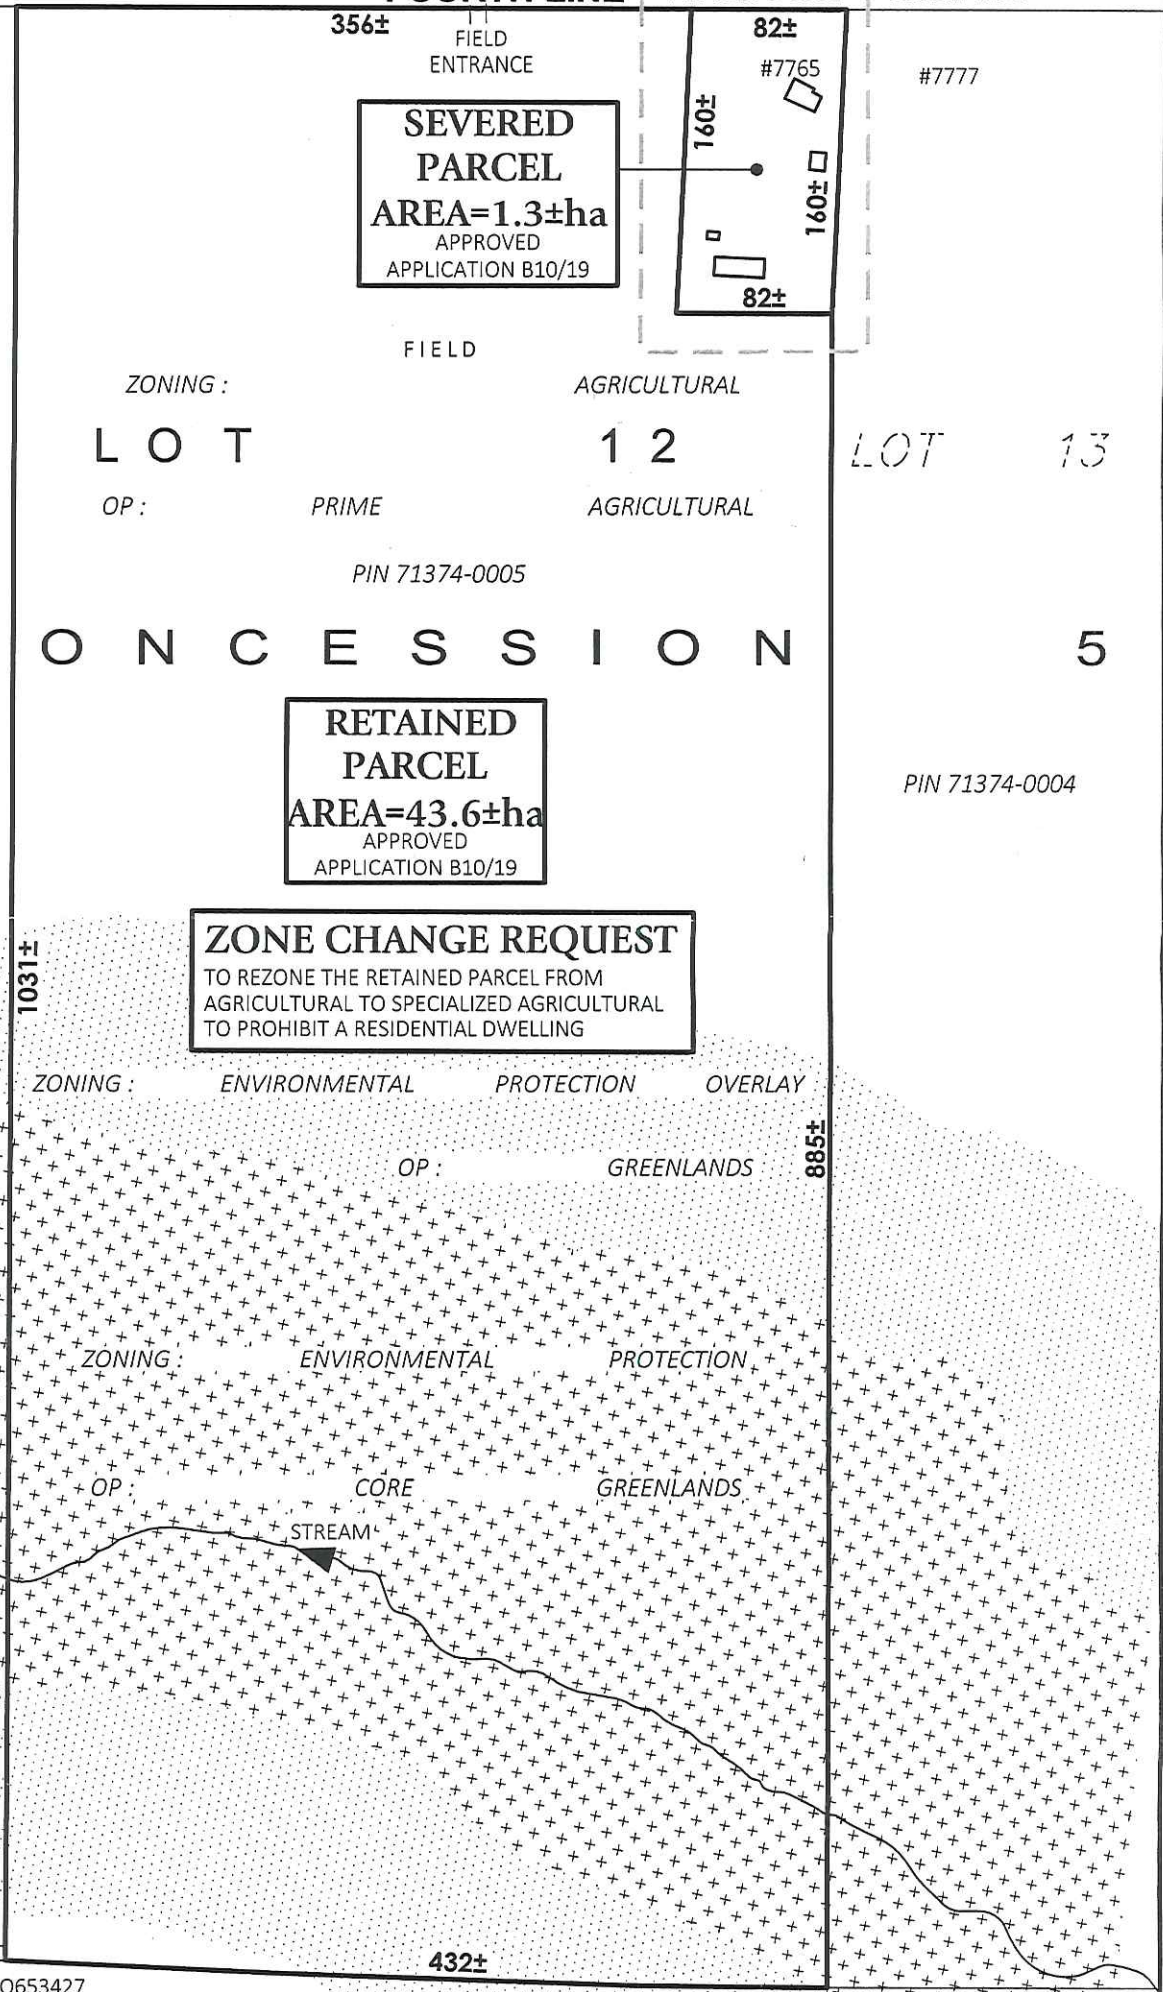 356±
FIELD
ENTRANCE
82±
#7765
#7777
SEVERED
PARCEL
AREA=1.3±ha
APPROVED
APPLICATION B10/19
160±
160±
82±
FIELD
ZONING : AGRICULTURAL
LOT 12
LOT 13
OP : PRIME AGRICULTURAL
PIN 71374-0005
ONCESSION 5
RETAINED
PARCEL
AREA=43.6±ha
APPROVED
APPLICATION B10/19
PIN 71374-0004
ZONE CHANGE REQUEST
TO REZONE THE RETAINED PARCEL FROM
AGRICULTURAL TO SPECIALIZED AGRICULTURAL
TO PROHIBIT A RESIDENTIAL DWELLING
1031±
ZONING : ENVIRONMENTAL PROTECTION OVERLAY
885±
OP : GREENLANDS
ZONING : ENVIRONMENTAL PROTECTION
OP : CORE GREENLANDS
STREAM
432±
O653427